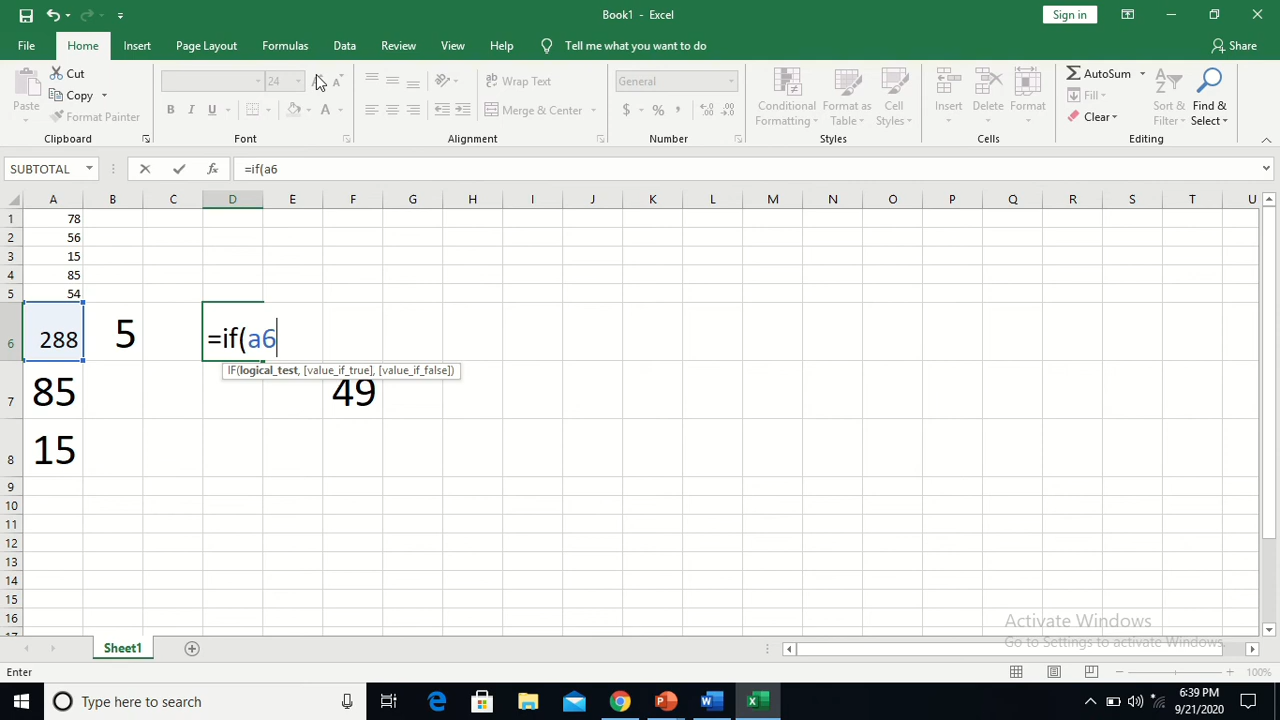 Book1 - Excel
Sign in
File Home Insert Page Layout Formulas Data Review View Help Tell me what you want to do Share
Paste
Cut
Copy
Format Painter
Clipboard
24
B I U A
Font
Wrap Text
Merge & Center
Alignment
General
$ % ,
Number
Conditional Formatting
Format as Table
Cell Styles
Styles
Insert Delete Format
Cells
AutoSum
Fill
Clear
Sort & Filter
Find & Select
Editing
SUBTOTAL fx =if(a6
A B C D E F G H I J K L M N O P Q R S T U
1 78
2 56
3 15
4 85
5 54
6 288 5 =if(a6
IF(logical_test, [value_if_true], [value_if_false])
7 85 49
8 15
9
10
11
12
13
14
15
16
17
Activate Windows
Go to Settings to activate Windows.
Sheet1
Enter
100%
Type here to search
6:39 PM
9/21/2020